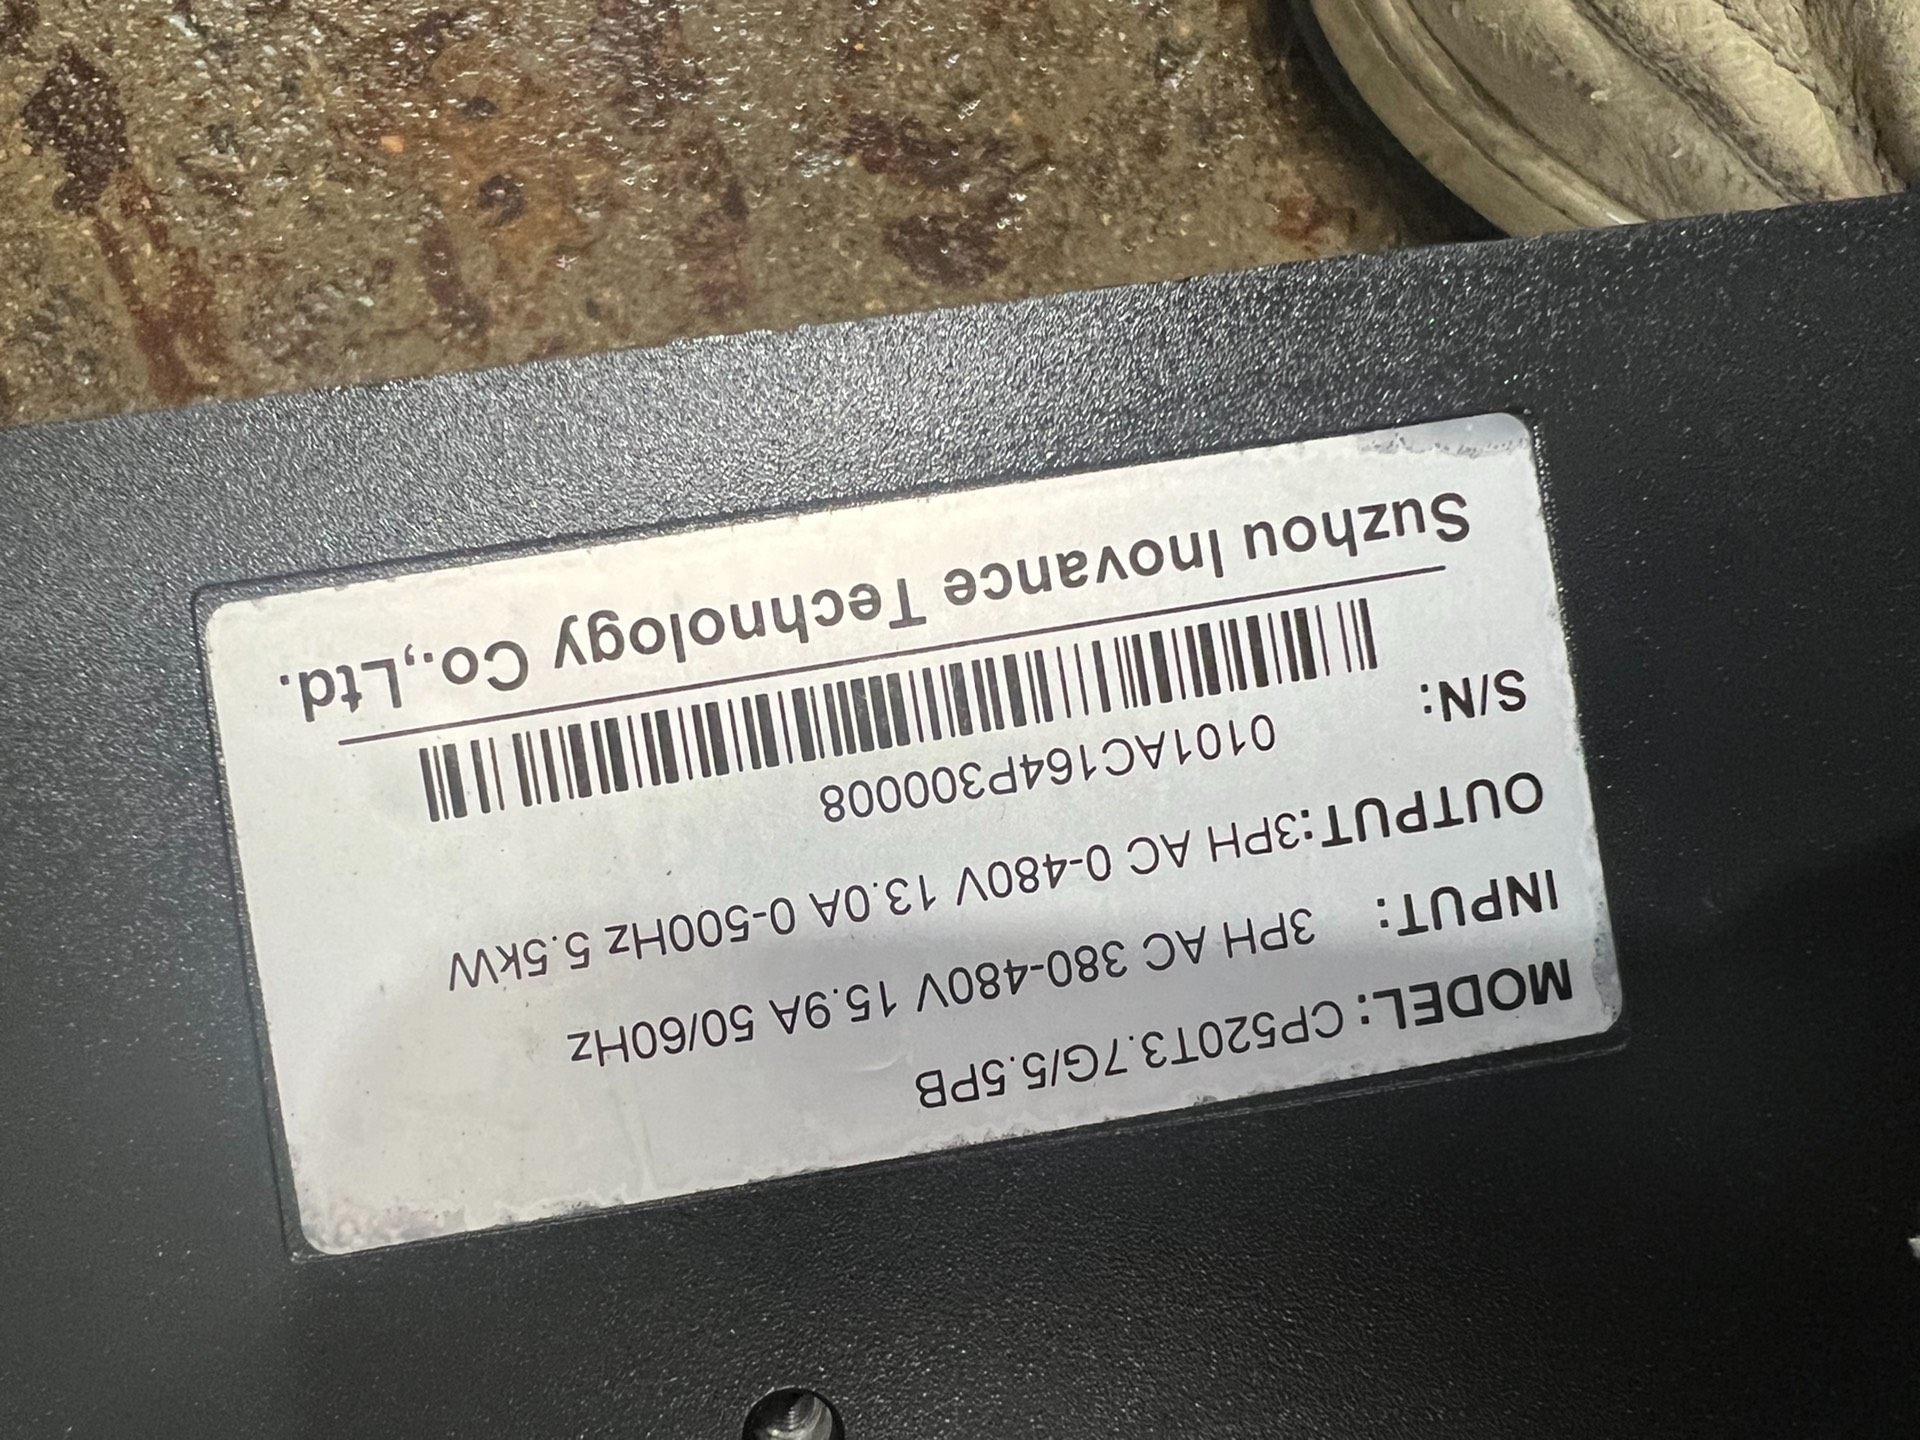 MODEL: CP520T3.7G/5.5PB
INPUT: 3PH AC 380-480V 15.9A 50/60Hz
OUTPUT:3PH AC 0-480V 13.0A 0-500Hz 5.5kW
0101AC164P300008
S/N:
Suzhou Inovance Technology Co.,Ltd.